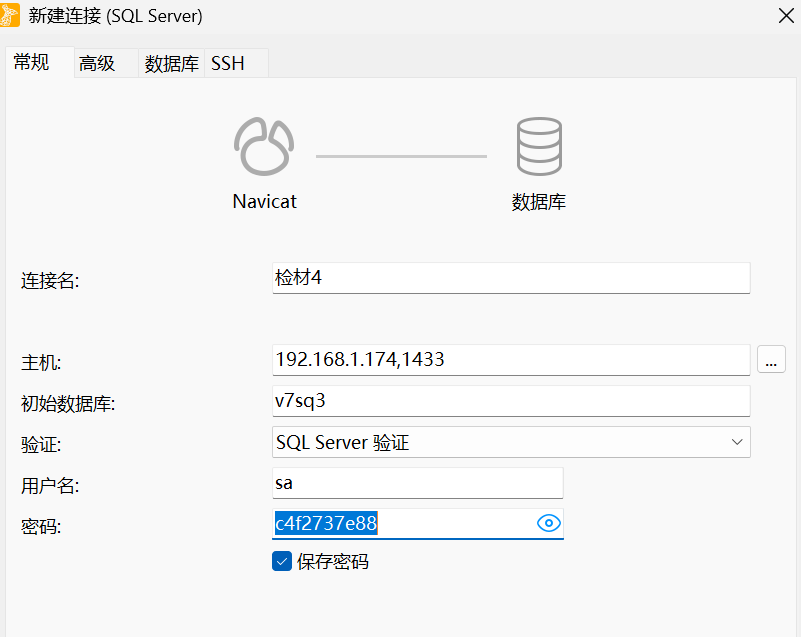 新建连接 (SQL Server)
常规 高级 数据库 SSH
Navicat 数据库
连接名: 检材4
主机: 192.168.1.174,1433 ...
初始数据库: v7sq3
验证: SQL Server 验证
用户名: sa
密码: c4f2737e88
保存密码